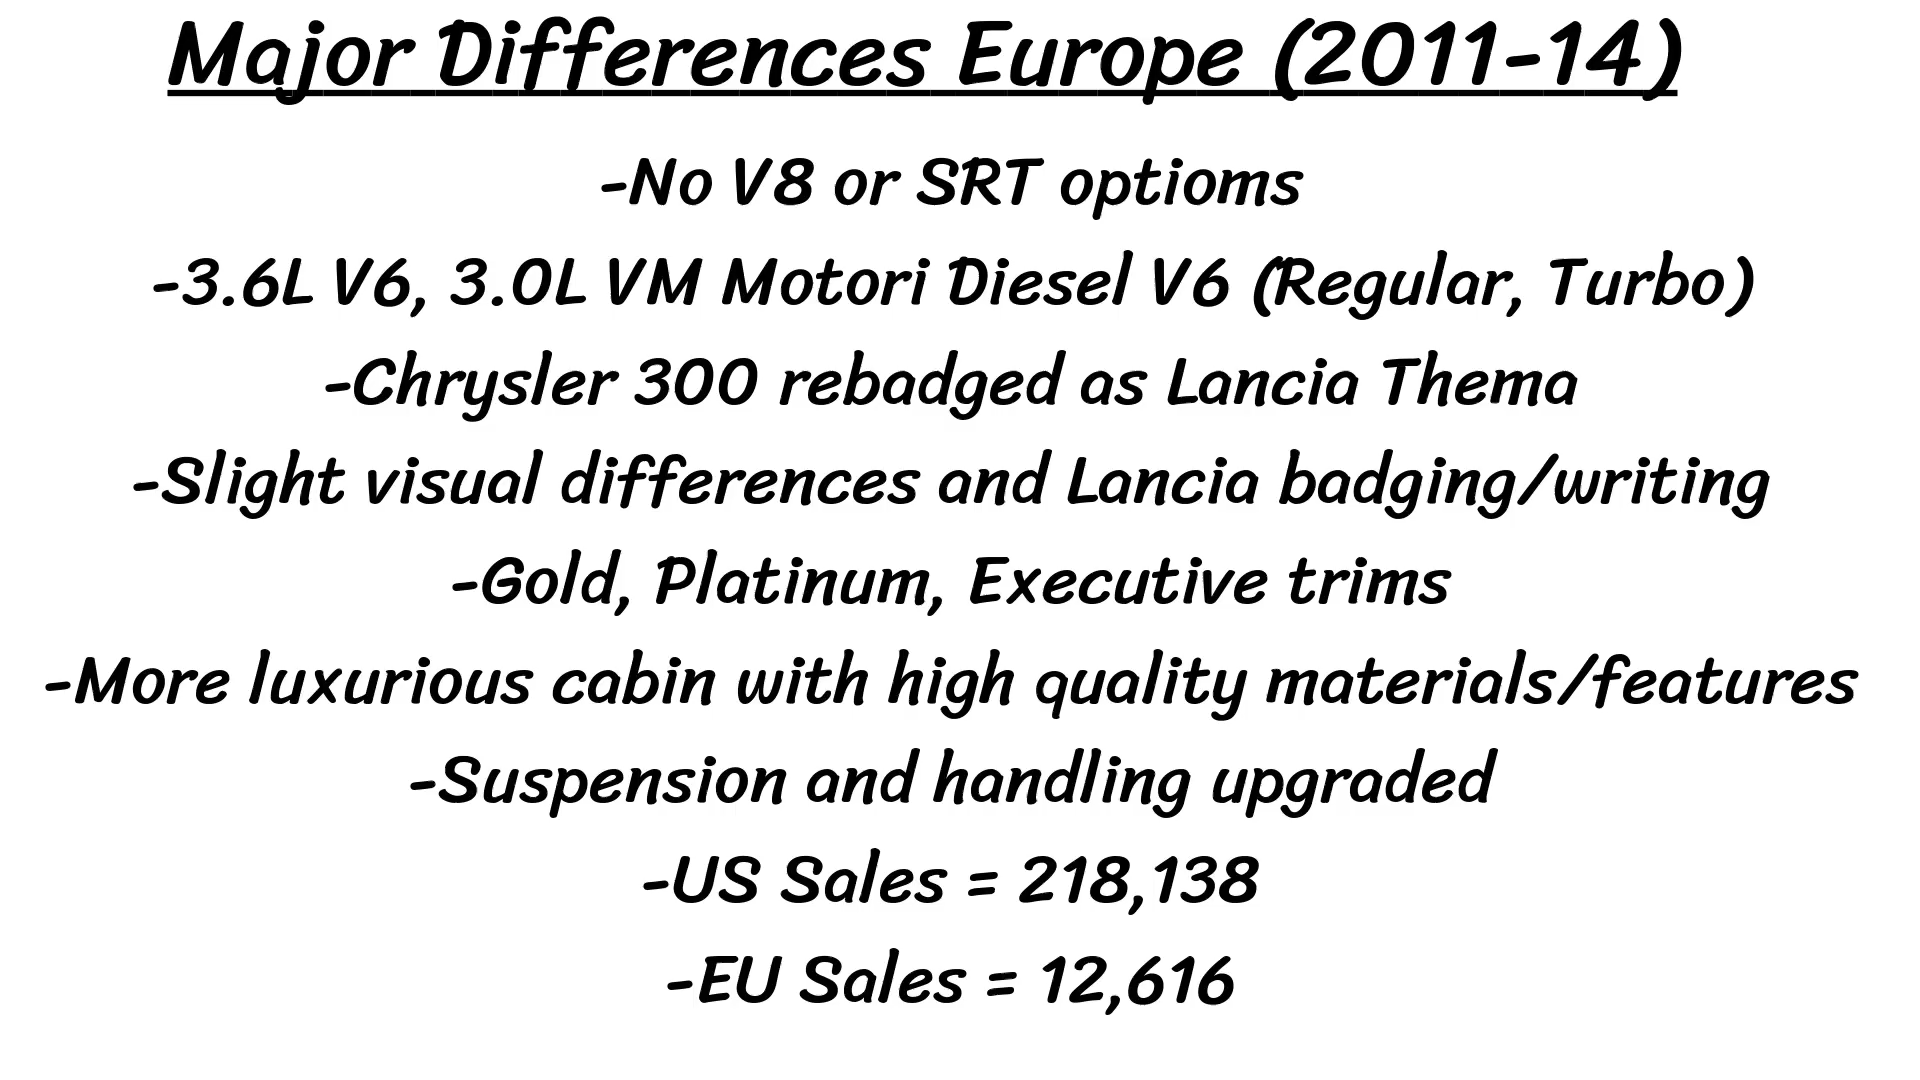 Major Differences Europe (2011-14)
-No V8 or SRT optioms
-3.6L V6, 3.0L VM Motori Diesel V6 (Regular, Turbo)
-Chrysler 300 rebadged as Lancia Thema
-Slight visual differences and Lancia badging/writing
-Gold, Platinum, Executive trims
-More luxurious cabin with high quality materials/features
-Suspension and handling upgraded
-US Sales = 218,138
-EU Sales = 12,616